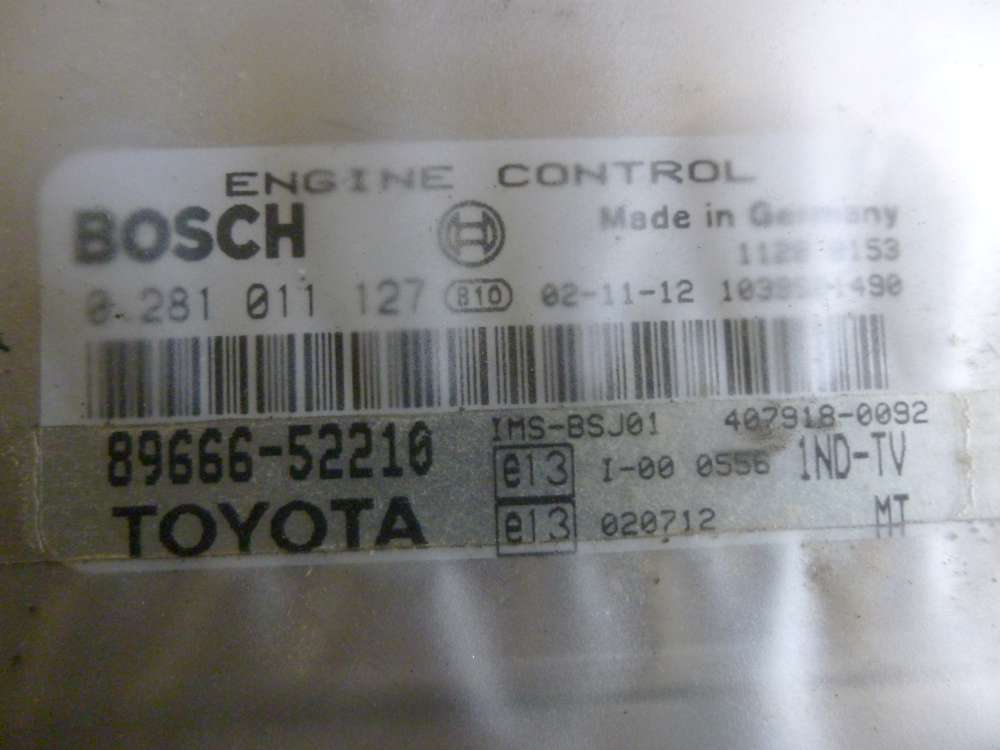 ENGINE CONTROL
BOSCH Made in Germany
0 281 011 127 B10 02-11-12
IMS-BSJ01 407918-0092
89666-52210 e13 I-00 0556 1ND-TV
TOYOTA e13 020712 MT